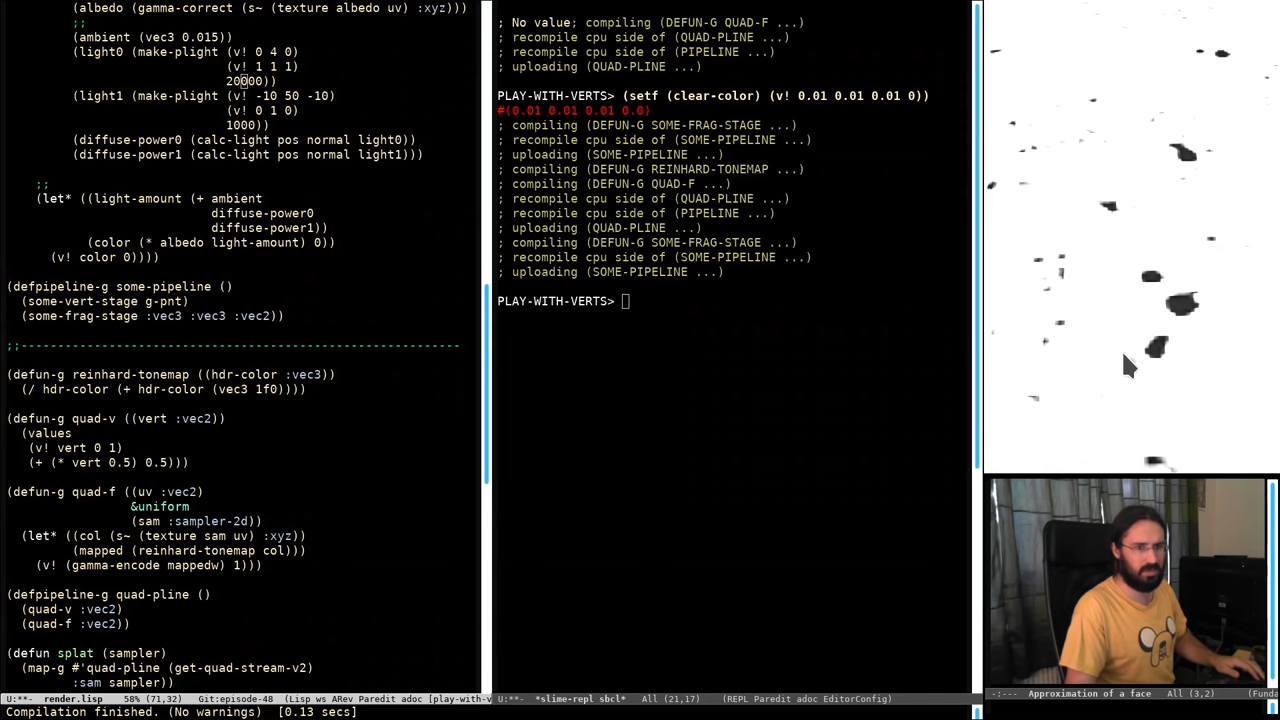 (albedo (gamma-correct (s~ (texture albedo uv) :xyz)))
;;
(ambient (vec3 0.015))
(light0 (make-plight (v! 0 4 0)
(v! 1 1 1)
20000))
(light1 (make-plight (v! -10 50 -10)
(v! 0 1 0)
1000))
(diffuse-power0 (calc-light pos normal light0))
(diffuse-power1 (calc-light pos normal light1)))
;;
(let* ((light-amount (+ ambient
diffuse-power0
diffuse-power1))
(color (* albedo light-amount) 0))
(v! color 0))))
(defpipeline-g some-pipeline ()
(some-vert-stage g-pnt)
(some-frag-stage :vec3 :vec3 :vec2))
;;------------------------------------------------------------
(defun-g reinhard-tonemap ((hdr-color :vec3))
(/ hdr-color (+ hdr-color (vec3 1f0))))
(defun-g quad-v ((vert :vec2))
(values
(v! vert 0 1)
(+ (* vert 0.5) 0.5)))
(defun-g quad-f ((uv :vec2)
&uniform
(sam :sampler-2d))
(let* ((col (s~ (texture sam uv) :xyz))
(mapped (reinhard-tonemap col)))
(v! (gamma-encode mappedw) 1)))
(defpipeline-g quad-pline ()
(quad-v :vec2)
(quad-f :vec2))
(defun splat (sampler)
(map-g #'quad-pline (get-quad-stream-v2)
:sam sampler))
U:**- render.lisp 58% (71,32) Git:episode-48 (Lisp ws ARev Paredit adoc [play-with-v
Compilation finished. (No warnings) [0.13 secs]
; No value; compiling (DEFUN-G QUAD-F ...)
; recompile cpu side of (QUAD-PLINE ...)
; recompile cpu side of (PIPELINE ...)
; uploading (QUAD-PLINE ...)
PLAY-WITH-VERTS> (setf (clear-color) (v! 0.01 0.01 0.01 0))
#(0.01 0.01 0.01 0.0)
; compiling (DEFUN-G SOME-FRAG-STAGE ...)
; recompile cpu side of (SOME-PIPELINE ...)
; uploading (SOME-PIPELINE ...)
; compiling (DEFUN-G REINHARD-TONEMAP ...)
; compiling (DEFUN-G QUAD-F ...)
; recompile cpu side of (QUAD-PLINE ...)
; recompile cpu side of (PIPELINE ...)
; uploading (QUAD-PLINE ...)
; compiling (DEFUN-G SOME-FRAG-STAGE ...)
; recompile cpu side of (SOME-PIPELINE ...)
; uploading (SOME-PIPELINE ...)
PLAY-WITH-VERTS>
U:**- *slime-repl sbcl* All (21,17) (REPL Paredit adoc EditorConfig)
-:--- Approximation of a face All (3,2) (Funda